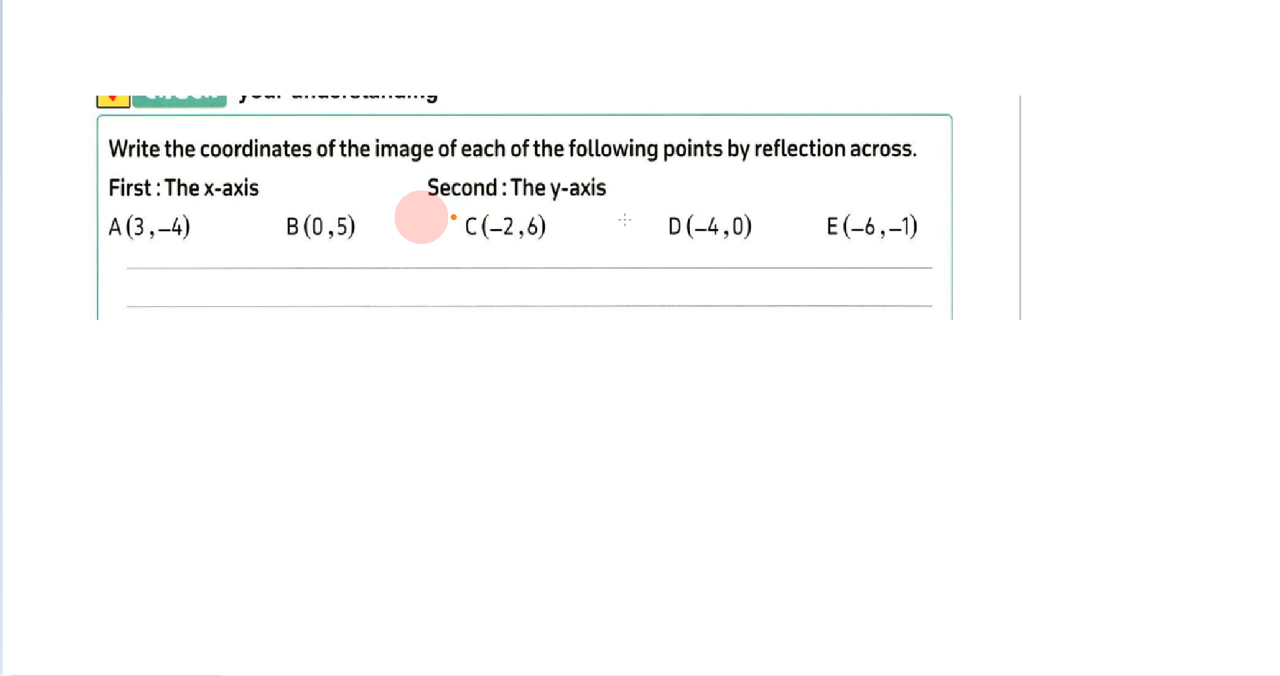 Write the coordinates of the image of each of the following points by reflection across.
First : The x-axis Second : The y-axis
A (3 ,–4) B (0 ,5) C (–2 ,6) D (–4 ,0) E (–6 ,–1)